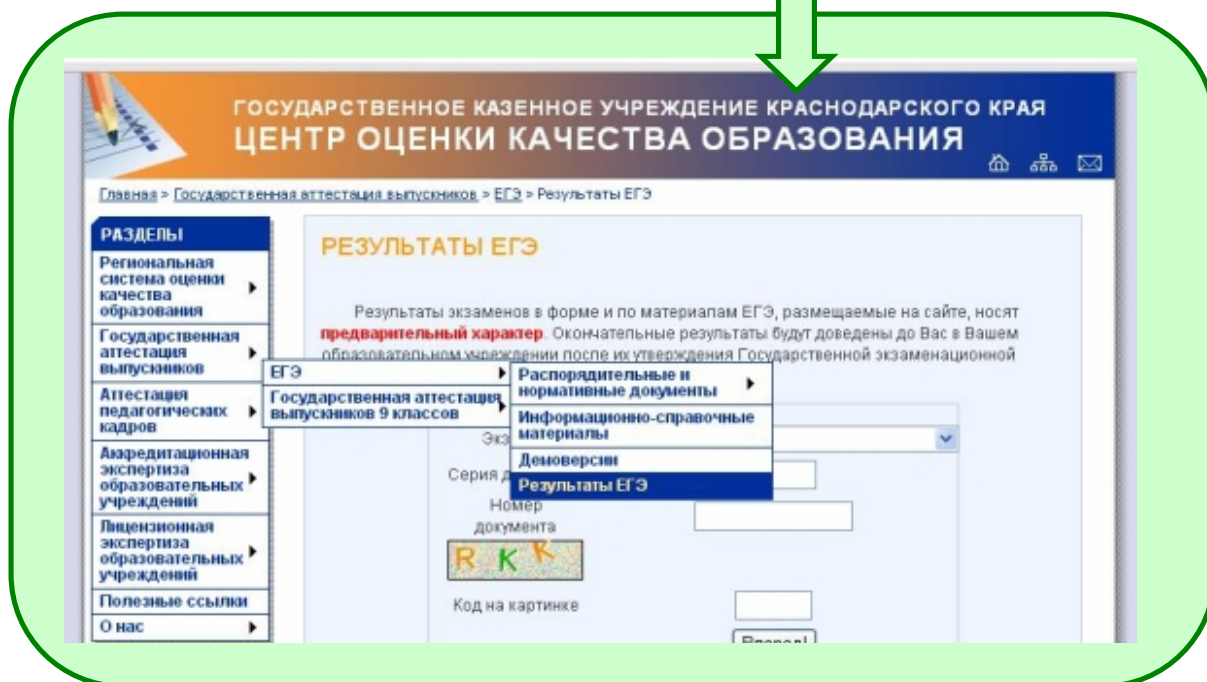 ГОСУДАРСТВЕННОЕ КАЗЕННОЕ УЧРЕЖДЕНИЕ КРАСНОДАРСКОГО КРАЯ
ЦЕНТР ОЦЕНКИ КАЧЕСТВА ОБРАЗОВАНИЯ
Главная > Государственная аттестация выпускников > ЕГЭ > Результаты ЕГЭ
РАЗДЕЛЫ
Региональная
система оценки
качества
образования
Государственная
аттестация
выпускников
Аттестация
педагогических
кадров
Аккредитационная
экспертиза
образовательных
учреждений
Лицензионная
экспертиза
образовательных
учреждений
Полезные ссылки
О нас
ЕГЭ
Государственная аттестация
выпускников 9 классов
Распорядительные и
нормативные документы
Информационно-справочные
материалы
Демоверсии
Результаты ЕГЭ
РЕЗУЛЬТАТЫ ЕГЭ
Результаты экзаменов в форме и по материалам ЕГЭ, размещаемые на сайте, носят
предварительный характер. Окончательные результаты будут доведены до Вас в Вашем
образовательном учреждении после их утверждения Государственной экзаменационной
Серия
Номер
документа
R K R
Код на картинке